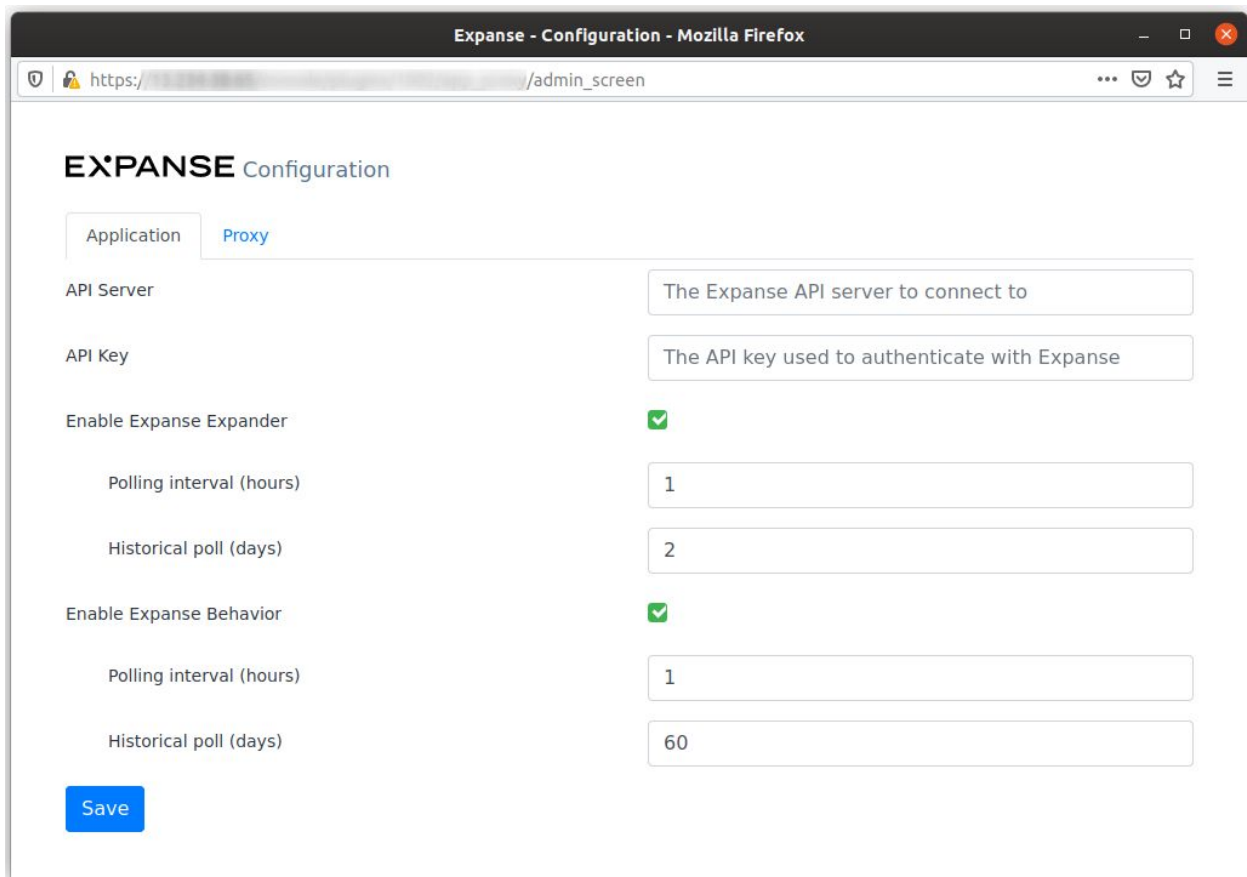 Expanse - Configuration - Mozilla Firefox
https:/ /admin_screen
EXPANSE Configuration
Application Proxy
API Server The Expanse API server to connect to
API Key The API key used to authenticate with Expanse
Enable Expanse Expander
Polling interval (hours) 1
Historical poll (days) 2
Enable Expanse Behavior
Polling interval (hours) 1
Historical poll (days) 60
Save